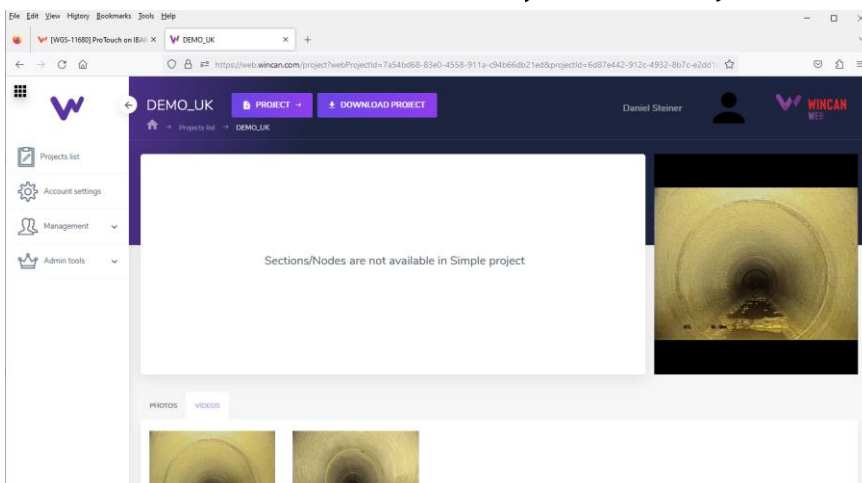 File Edit View History Bookmarks Tools Help
[WGS-11680] ProTouch on IBAK
DEMO_UK
https://web.wincan.com/project?webProjectId=7a54bd68-83e0-4558-911a-c94b66db21ed&projectId=6d87e442-912c-4932-8b7c-e2dd1
DEMO_UK
PROJECT →
DOWNLOAD PROJECT
Daniel Steiner
WINCAN
WEB
→ Projects list → DEMO_UK
Projects list
Account settings
Management
Admin tools
Sections/Nodes are not available in Simple project
PHOTOS VIDEOS